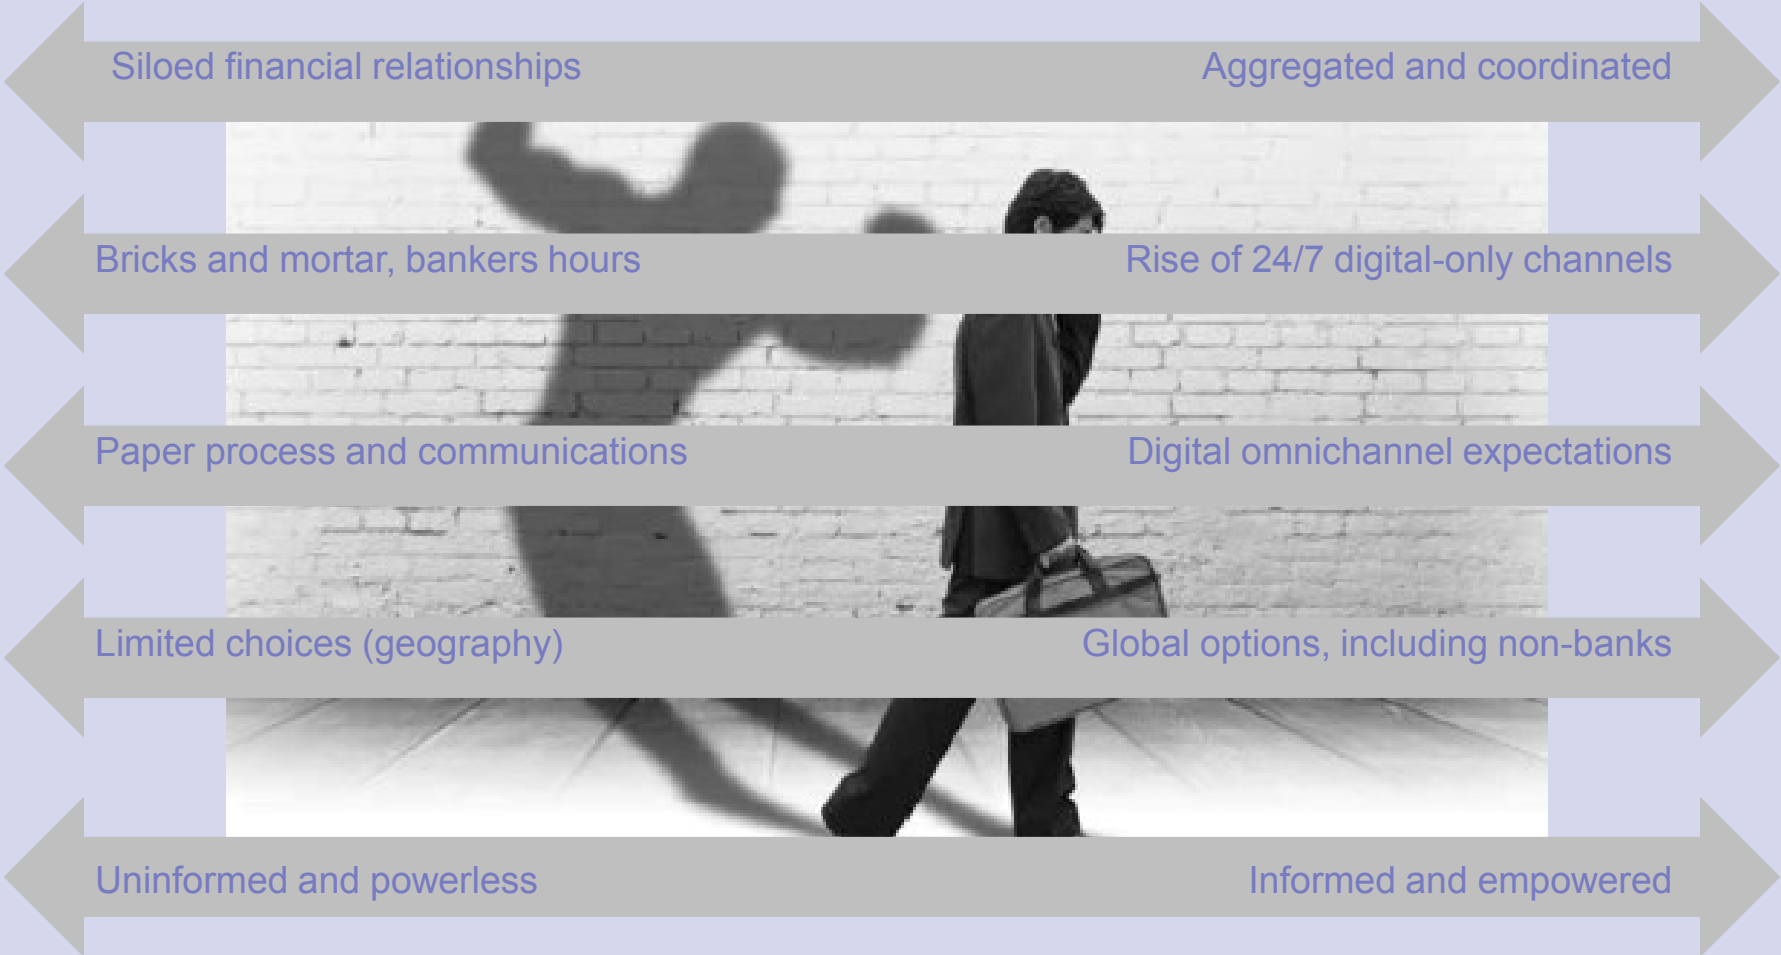 Siloed financial relationships
Aggregated and coordinated
Bricks and mortar, bankers hours
Rise of 24/7 digital-only channels
Paper process and communications
Digital omnichannel expectations
Limited choices (geography)
Global options, including non-banks
Uninformed and powerless
Informed and empowered